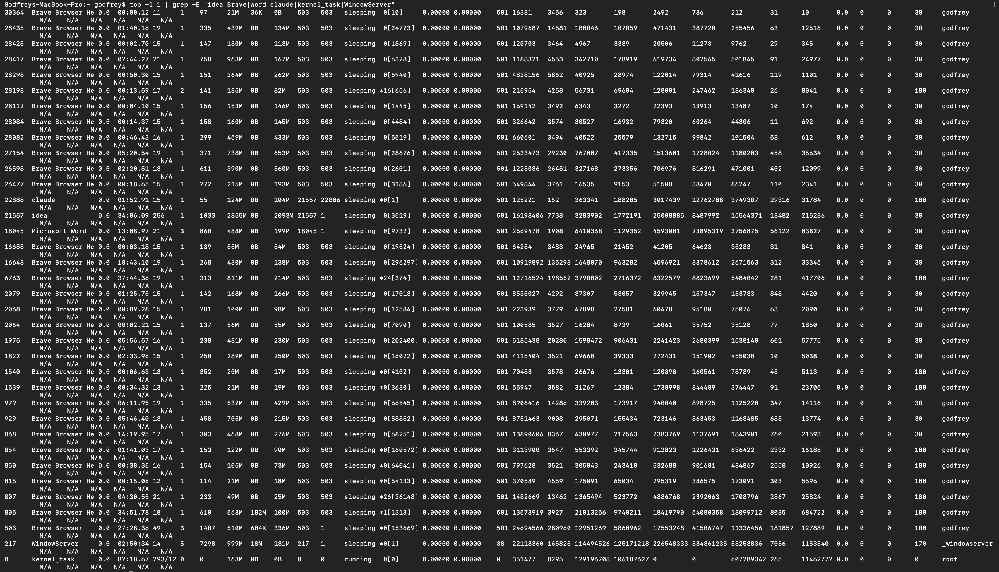 [Godfreys-MacBook-Pro:~ godfrey$ top -l 1 | grep -E "idea|Brave|Word|claude|kernel_task|WindowServer" ]
30364 Brave Browser He 0.0 00:00.12 11 1 97 21M 36K 0B 503 503 sleeping 0[10] 0.00000 0.00000 501 16381 3456 323 198 2492 786 212 31 10 0.0 0 0 30 godfrey
N/A N/A N/A N/A N/A N/A
28435 Brave Browser He 0.0 01:40.16 19 1 335 439M 0B 134M 503 503 sleeping 0[24723] 0.00000 0.00000 501 1079687 14581 188046 107059 471431 387728 255456 63 12516 0.0 0 0 30 godfrey
N/A N/A N/A N/A N/A N/A
28425 Brave Browser He 0.0 00:02.70 15 1 147 130M 0B 118M 503 503 sleeping 0[1869] 0.00000 0.00000 501 120703 3464 4967 3389 20506 11278 9762 29 345 0.0 0 0 30 godfrey
N/A N/A N/A N/A N/A N/A
28417 Brave Browser He 0.0 02:44.27 21 1 758 963M 0B 167M 503 503 sleeping 0[6328] 0.00000 0.00000 501 1188321 4553 342710 178919 619734 802565 501845 91 24977 0.0 0 0 30 godfrey
N/A N/A N/A N/A N/A N/A
28298 Brave Browser He 0.0 00:50.30 15 1 151 264M 0B 262M 503 503 sleeping 0[6940] 0.00000 0.00000 501 4828156 5862 40925 28974 122014 79314 41616 119 1101 0.0 0 0 30 godfrey
N/A N/A N/A N/A N/A N/A
28193 Brave Browser He 0.0 00:13.59 17 2 141 135M 0B 82M 503 503 sleeping *16[656] 0.00000 0.00000 501 215954 4258 56731 69604 128001 247462 136340 26 8041 0.0 0 0 180 godfrey
N/A N/A N/A N/A N/A N/A
28112 Brave Browser He 0.0 00:04.10 15 1 156 153M 0B 146M 503 503 sleeping 0[1445] 0.00000 0.00000 501 169142 3492 6343 3272 22393 13913 13487 10 174 0.0 0 0 30 godfrey
N/A N/A N/A N/A N/A N/A
28084 Brave Browser He 0.0 00:14.37 15 1 158 160M 0B 145M 503 503 sleeping 0[4484] 0.00000 0.00000 501 326642 3574 30527 16932 79320 60264 44306 11 692 0.0 0 0 30 godfrey
N/A N/A N/A N/A N/A N/A
28082 Brave Browser He 0.0 00:46.43 16 1 299 459M 0B 433M 503 503 sleeping 0[5519] 0.00000 0.00000 501 660601 3494 40522 25579 132715 99842 101504 58 612 0.0 0 0 30 godfrey
N/A N/A N/A N/A N/A N/A
27154 Brave Browser He 0.0 05:20.54 19 1 371 738M 0B 653M 503 503 sleeping 0[28676] 0.00000 0.00000 501 2533473 29230 767807 417335 1513601 1728024 1180283 458 35634 0.0 0 0 30 godfrey
N/A N/A N/A N/A N/A N/A
26598 Brave Browser He 0.0 02:20.51 18 1 611 390M 0B 360M 503 503 sleeping 0[2601] 0.00000 0.00000 501 1223086 26451 327168 273356 706976 816291 471001 402 12099 0.0 0 0 30 godfrey
N/A N/A N/A N/A N/A N/A
26477 Brave Browser He 0.0 00:18.65 15 1 272 215M 0B 193M 503 503 sleeping 0[3186] 0.00000 0.00000 501 549844 3761 16535 9153 51508 38470 86247 110 2341 0.0 0 0 30 godfrey
N/A N/A N/A N/A N/A N/A
22888 claude 0.0 01:52.91 15 1 55 124M 0B 104M 21557 22886 sleeping *0[1] 0.00000 0.00000 501 125221 152 363341 188285 3017439 12762788 3749307 29316 31784 0.0 0 0 180 godfrey
N/A N/A N/A N/A N/A N/A
21557 idea 0.0 34:06.09 256 1 1033 2855M 0B 2093M 21557 1 sleeping 0[3519] 0.00000 0.00000 501 16198406 7738 3283902 1772191 25008885 8487992 15564371 13482 215236 0.0 0 0 30 godfrey
N/A N/A N/A N/A N/A N/A
18045 Microsoft Word 0.0 13:08.97 21 3 868 488M 0B 199M 18045 1 sleeping 0[9732] 0.00000 0.00000 501 2569478 1908 6410368 1129352 4593081 23895319 3756875 56122 83827 0.0 0 0 30 godfrey
N/A N/A N/A N/A N/A N/A
16653 Brave Browser He 0.0 00:03.18 15 1 139 55M 0B 54M 503 503 sleeping 0[19524] 0.00000 0.00000 501 64254 3483 24965 21452 41205 64623 35283 31 841 0.0 0 0 30 godfrey
N/A N/A N/A N/A N/A N/A
16648 Brave Browser He 0.0 18:43.10 19 1 268 430M 0B 138M 503 503 sleeping 0[296297] 0.00000 0.00000 501 10919892 135293 1648070 963282 4596921 3378612 2671563 312 33345 0.0 0 0 30 godfrey
N/A N/A N/A N/A N/A N/A
6763 Brave Browser He 0.0 37:44.36 19 1 313 811M 0B 214M 503 503 sleeping *24[374] 0.00000 0.00000 501 12716524 198552 3790802 2716372 8322579 8823699 5484042 281 417706 0.0 0 0 180 godfrey
N/A N/A N/A N/A N/A N/A
2079 Brave Browser He 0.0 01:25.75 15 1 142 168M 0B 166M 503 503 sleeping 0[17018] 0.00000 0.00000 501 8535027 4292 87307 58057 329945 157347 133783 848 4420 0.0 0 0 30 godfrey
N/A N/A N/A N/A N/A N/A
2068 Brave Browser He 0.0 00:09.28 15 1 281 100M 0B 98M 503 503 sleeping 0[12584] 0.00000 0.00000 501 223939 3779 47898 27581 60478 95180 75076 63 2090 0.0 0 0 30 godfrey
N/A N/A N/A N/A N/A N/A
2064 Brave Browser He 0.0 00:02.21 15 1 137 56M 0B 55M 503 503 sleeping 0[7090] 0.00000 0.00000 501 100585 3527 16284 8739 16061 35752 35128 77 1850 0.0 0 0 30 godfrey
N/A N/A N/A N/A N/A N/A
1975 Brave Browser He 0.0 05:56.57 16 1 238 431M 0B 230M 503 503 sleeping 0[202400] 0.00000 0.00000 501 5185438 20280 1598472 906431 2241423 2680399 1538140 601 57775 0.0 0 0 30 godfrey
N/A N/A N/A N/A N/A N/A
1822 Brave Browser He 0.0 02:33.96 15 1 258 289M 0B 250M 503 503 sleeping 0[16022] 0.00000 0.00000 501 4115404 3521 69668 39333 272431 151902 455038 10 5038 0.0 0 0 30 godfrey
N/A N/A N/A N/A N/A N/A
1540 Brave Browser He 0.0 00:06.63 13 1 352 20M 0B 17M 503 503 sleeping *0[4102] 0.00000 0.00000 501 70483 3578 26676 13301 120890 160561 78789 45 5113 0.0 0 0 180 godfrey
N/A N/A N/A N/A N/A N/A
1539 Brave Browser He 0.0 00:34.32 13 1 225 21M 0B 19M 503 503 sleeping *0[3630] 0.00000 0.00000 501 55947 3582 31267 12384 1738998 844489 374447 91 23705 0.0 0 0 180 godfrey
N/A N/A N/A N/A N/A N/A
979 Brave Browser He 0.0 06:11.95 19 1 335 532M 0B 429M 503 503 sleeping 0[66545] 0.00000 0.00000 501 8906416 14286 339203 173917 940040 898725 1125228 347 14116 0.0 0 0 30 godfrey
N/A N/A N/A N/A N/A N/A
929 Brave Browser He 0.0 05:46.40 18 1 458 705M 0B 215M 503 503 sleeping 0[58852] 0.00000 0.00000 501 8751463 9008 295071 155434 723146 863453 1168485 683 13774 0.0 0 0 30 godfrey
N/A N/A N/A N/A N/A N/A
868 Brave Browser He 0.0 14:19.95 17 1 303 468M 0B 276M 503 503 sleeping 0[68251] 0.00000 0.00000 501 13890606 8367 430977 217563 2383769 1137691 1843901 760 21593 0.0 0 0 30 godfrey
N/A N/A N/A N/A N/A N/A
854 Brave Browser He 0.0 01:41.03 17 1 153 122M 0B 90M 503 503 sleeping *0[160572] 0.00000 0.00000 501 3113900 3547 553392 345744 913823 1226431 636422 2332 16185 0.0 0 0 180 godfrey
N/A N/A N/A N/A N/A N/A
850 Brave Browser He 0.0 00:38.35 16 1 154 105M 0B 73M 503 503 sleeping *0[64041] 0.00000 0.00000 501 797628 3521 305043 243410 532688 901681 434867 2558 10926 0.0 0 0 180 godfrey
N/A N/A N/A N/A N/A N/A
815 Brave Browser He 0.0 00:15.06 12 1 114 21M 0B 18M 503 503 sleeping *0[54133] 0.00000 0.00000 501 370589 4559 175091 65034 295319 386575 173091 303 5596 0.0 0 0 180 godfrey
N/A N/A N/A N/A N/A N/A
807 Brave Browser He 0.0 04:30.55 21 1 233 49M 0B 25M 503 503 sleeping *26[26148] 0.00000 0.00000 501 1482669 13462 1365494 523772 4886768 2392063 1708796 2867 25824 0.0 0 0 180 godfrey
N/A N/A N/A N/A N/A N/A
805 Brave Browser He 0.0 34:51.78 18 1 610 568M 182M 100M 503 503 sleeping *1[1313] 0.00000 0.00000 501 13573919 3927 21013256 9740211 18419790 54080358 18099712 8035 684722 0.0 0 0 180 godfrey
N/A N/A N/A N/A N/A N/A
503 Brave Browser 0.0 27:28.36 49 3 1407 510M 684K 336M 503 1 sleeping *0[153669] 0.00000 0.00000 501 24694566 280960 12951269 5868962 17553248 41506747 11336456 181857 127889 0.0 0 0 100 godfrey
N/A N/A N/A N/A N/A N/A
217 WindowServer 0.0 02:50:34 14 5 7298 999M 18M 181M 217 1 sleeping *0[1] 0.00000 0.00000 88 22118360 165825 114494526 125171218 226548333 334861235 53258836 7036 1153540 0.0 0 0 170 _windowserver
N/A N/A N/A N/A N/A N/A
0 kernel_task 0.0 82:18.67 293/12 0 0 163M 0B 0B 0 0 running 0[0] 0.00000 0.00000 0 351427 8295 129196708 106187627 0 0 607289342 265 11462772 0.0 0 0 0 root
N/A N/A N/A N/A N/A N/A